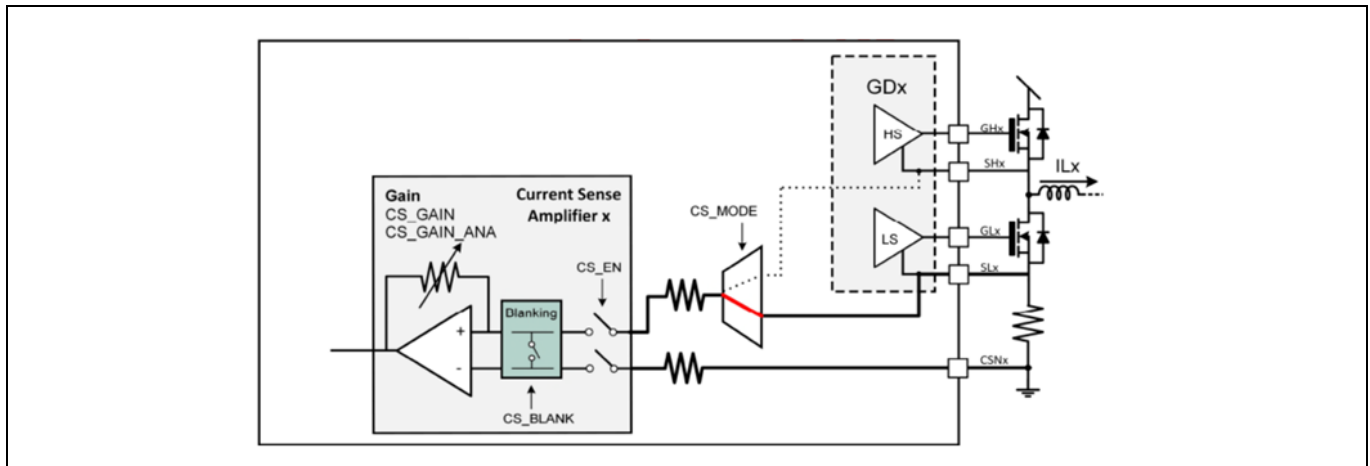 GDx
HS
GHx
SHx
ILx
Gain
CS_GAIN
CS_GAIN_ANA
Current Sense
Amplifier x
CS_MODE
LS
GLx
SLx
CS_EN
Blanking
+
-
CSNx
CS_BLANK